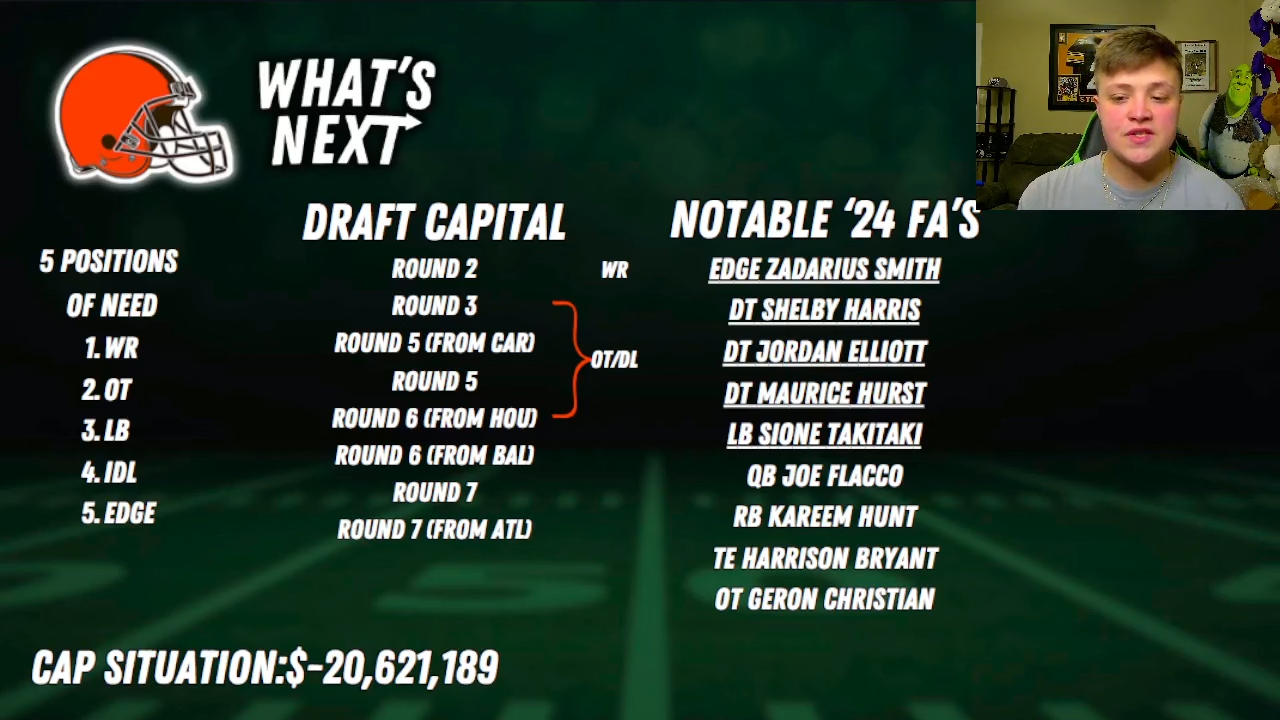 WHAT'S
NEXT
DRAFT CAPITAL
NOTABLE '24 FA'S
5 POSITIONS
OF NEED
1. WR
2. OT
3. LB
4. IDL
5. EDGE
ROUND 2
ROUND 3
ROUND 5 (FROM CAR)
ROUND 5
ROUND 6 (FROM HOU)
ROUND 6 (FROM BAL)
ROUND 7
ROUND 7 (FROM ATL)
WR
OT/DL
EDGE ZADARIUS SMITH
DT SHELBY HARRIS
DT JORDAN ELLIOTT
DT MAURICE HURST
LB SIONE TAKITAKI
QB JOE FLACCO
RB KAREEM HUNT
TE HARRISON BRYANT
OT GERON CHRISTIAN
CAP SITUATION:$-20,621,189